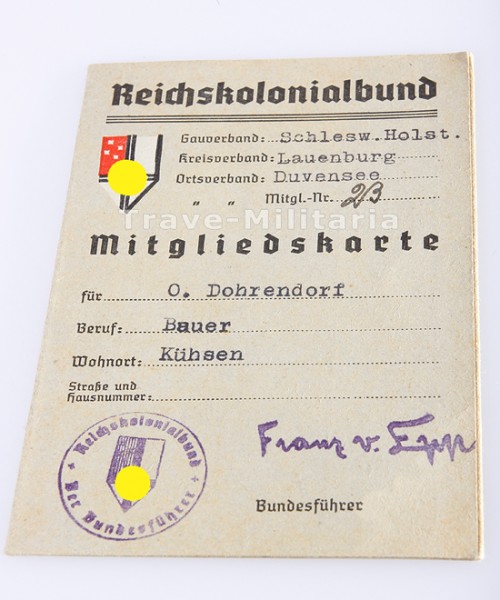 Reichskolonialbund
Gauverband: Schlesw. Holst.
Kreisverband: Lauenburg
Ortsverband: Duvensee
" " Mitgl.-Nr. 23
Trave-Militaria
Mitgliedskarte
für O. Dohrendorf
Beruf: Bauer
Wohnort: Kühsen
Straße und
Hausnummer:
Reichskolonialbund
Der Bundesführer
Franz v. Epp
Bundesführer